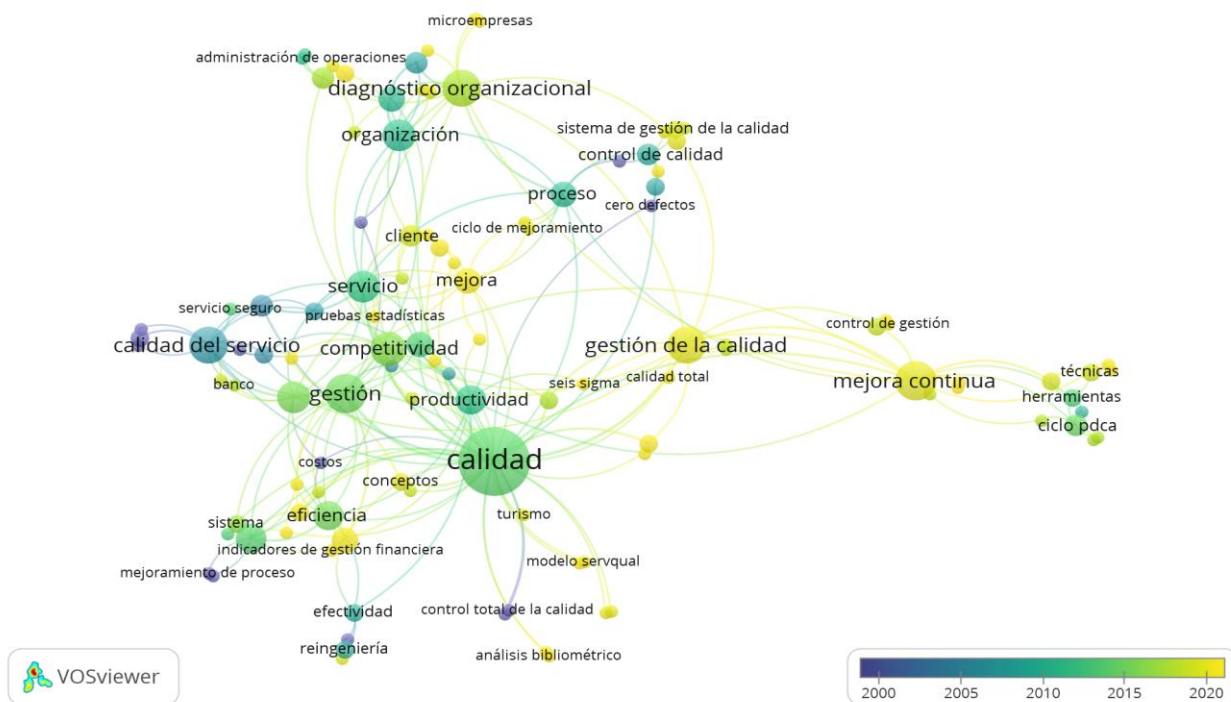 microempresas
administración de operaciones
diagnóstico organizacional
organización
sistema de gestión de la calidad
control de calidad
proceso
cero defectos
ciclo de mejoramiento
cliente
mejora
servicio
servicio seguro
pruebas estadísticas
control de gestión
calidad del servicio
competitividad
gestión de la calidad
calidad total
mejora continua
técnicas
banco
gestión
seis sigma
herramientas
productividad
ciclo pdca
calidad
costos
conceptos
sistema
eficiencia
turismo
indicadores de gestión financiera
modelo servqual
mejoramiento de proceso
efectividad
control total de la calidad
reingeniería
análisis bibliométrico
VOSviewer
2000 2005 2010 2015 2020